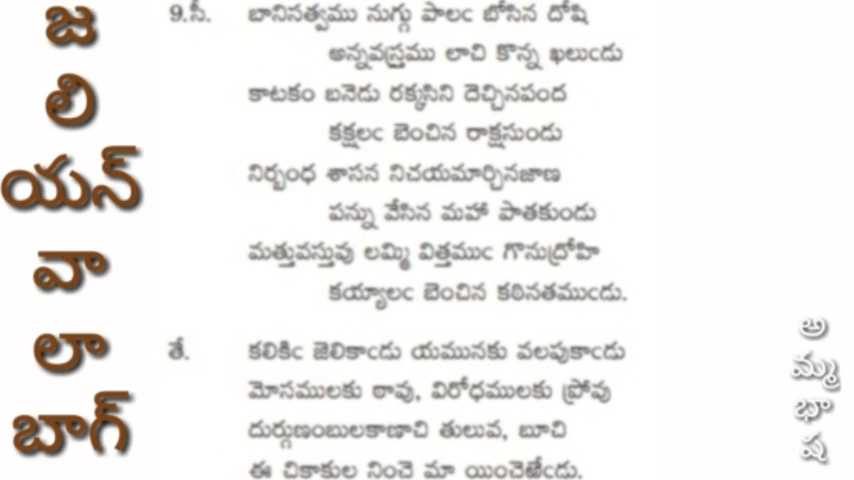 జ
లి
యన్
వా
లా
బాగ్
9.సీ. బానిసత్వము నుగ్గు పాలఁ బోసిన దోషి
అన్నవస్త్రము లాచి కొన్న ఖలుఁడు
కాటకం బనెడు రక్కసిని దెచ్చినపంద
కక్షలఁ బెంచిన రాక్షసుండు
నిర్బంధ శాసన నిచయమార్చినజాణ
పన్ను వేసిన మహా పాతకుండు
మత్తువస్తువు లమ్మి విత్తముఁ గొనుద్రోహి
కయ్యాలఁ బెంచిన కఠినతముఁడు.
తే. కలికిఁ జెలికాఁడు యమునకు వలపుకాఁడు
మోసములకు ఠావు, విరోధములకు ప్రోవు
దుర్గుణంబులకాణాచి తులువ, బూచి
ఈ చికాకుల నించె మా యించెఱేఁడు.
అ
మ్మ
భా
ష